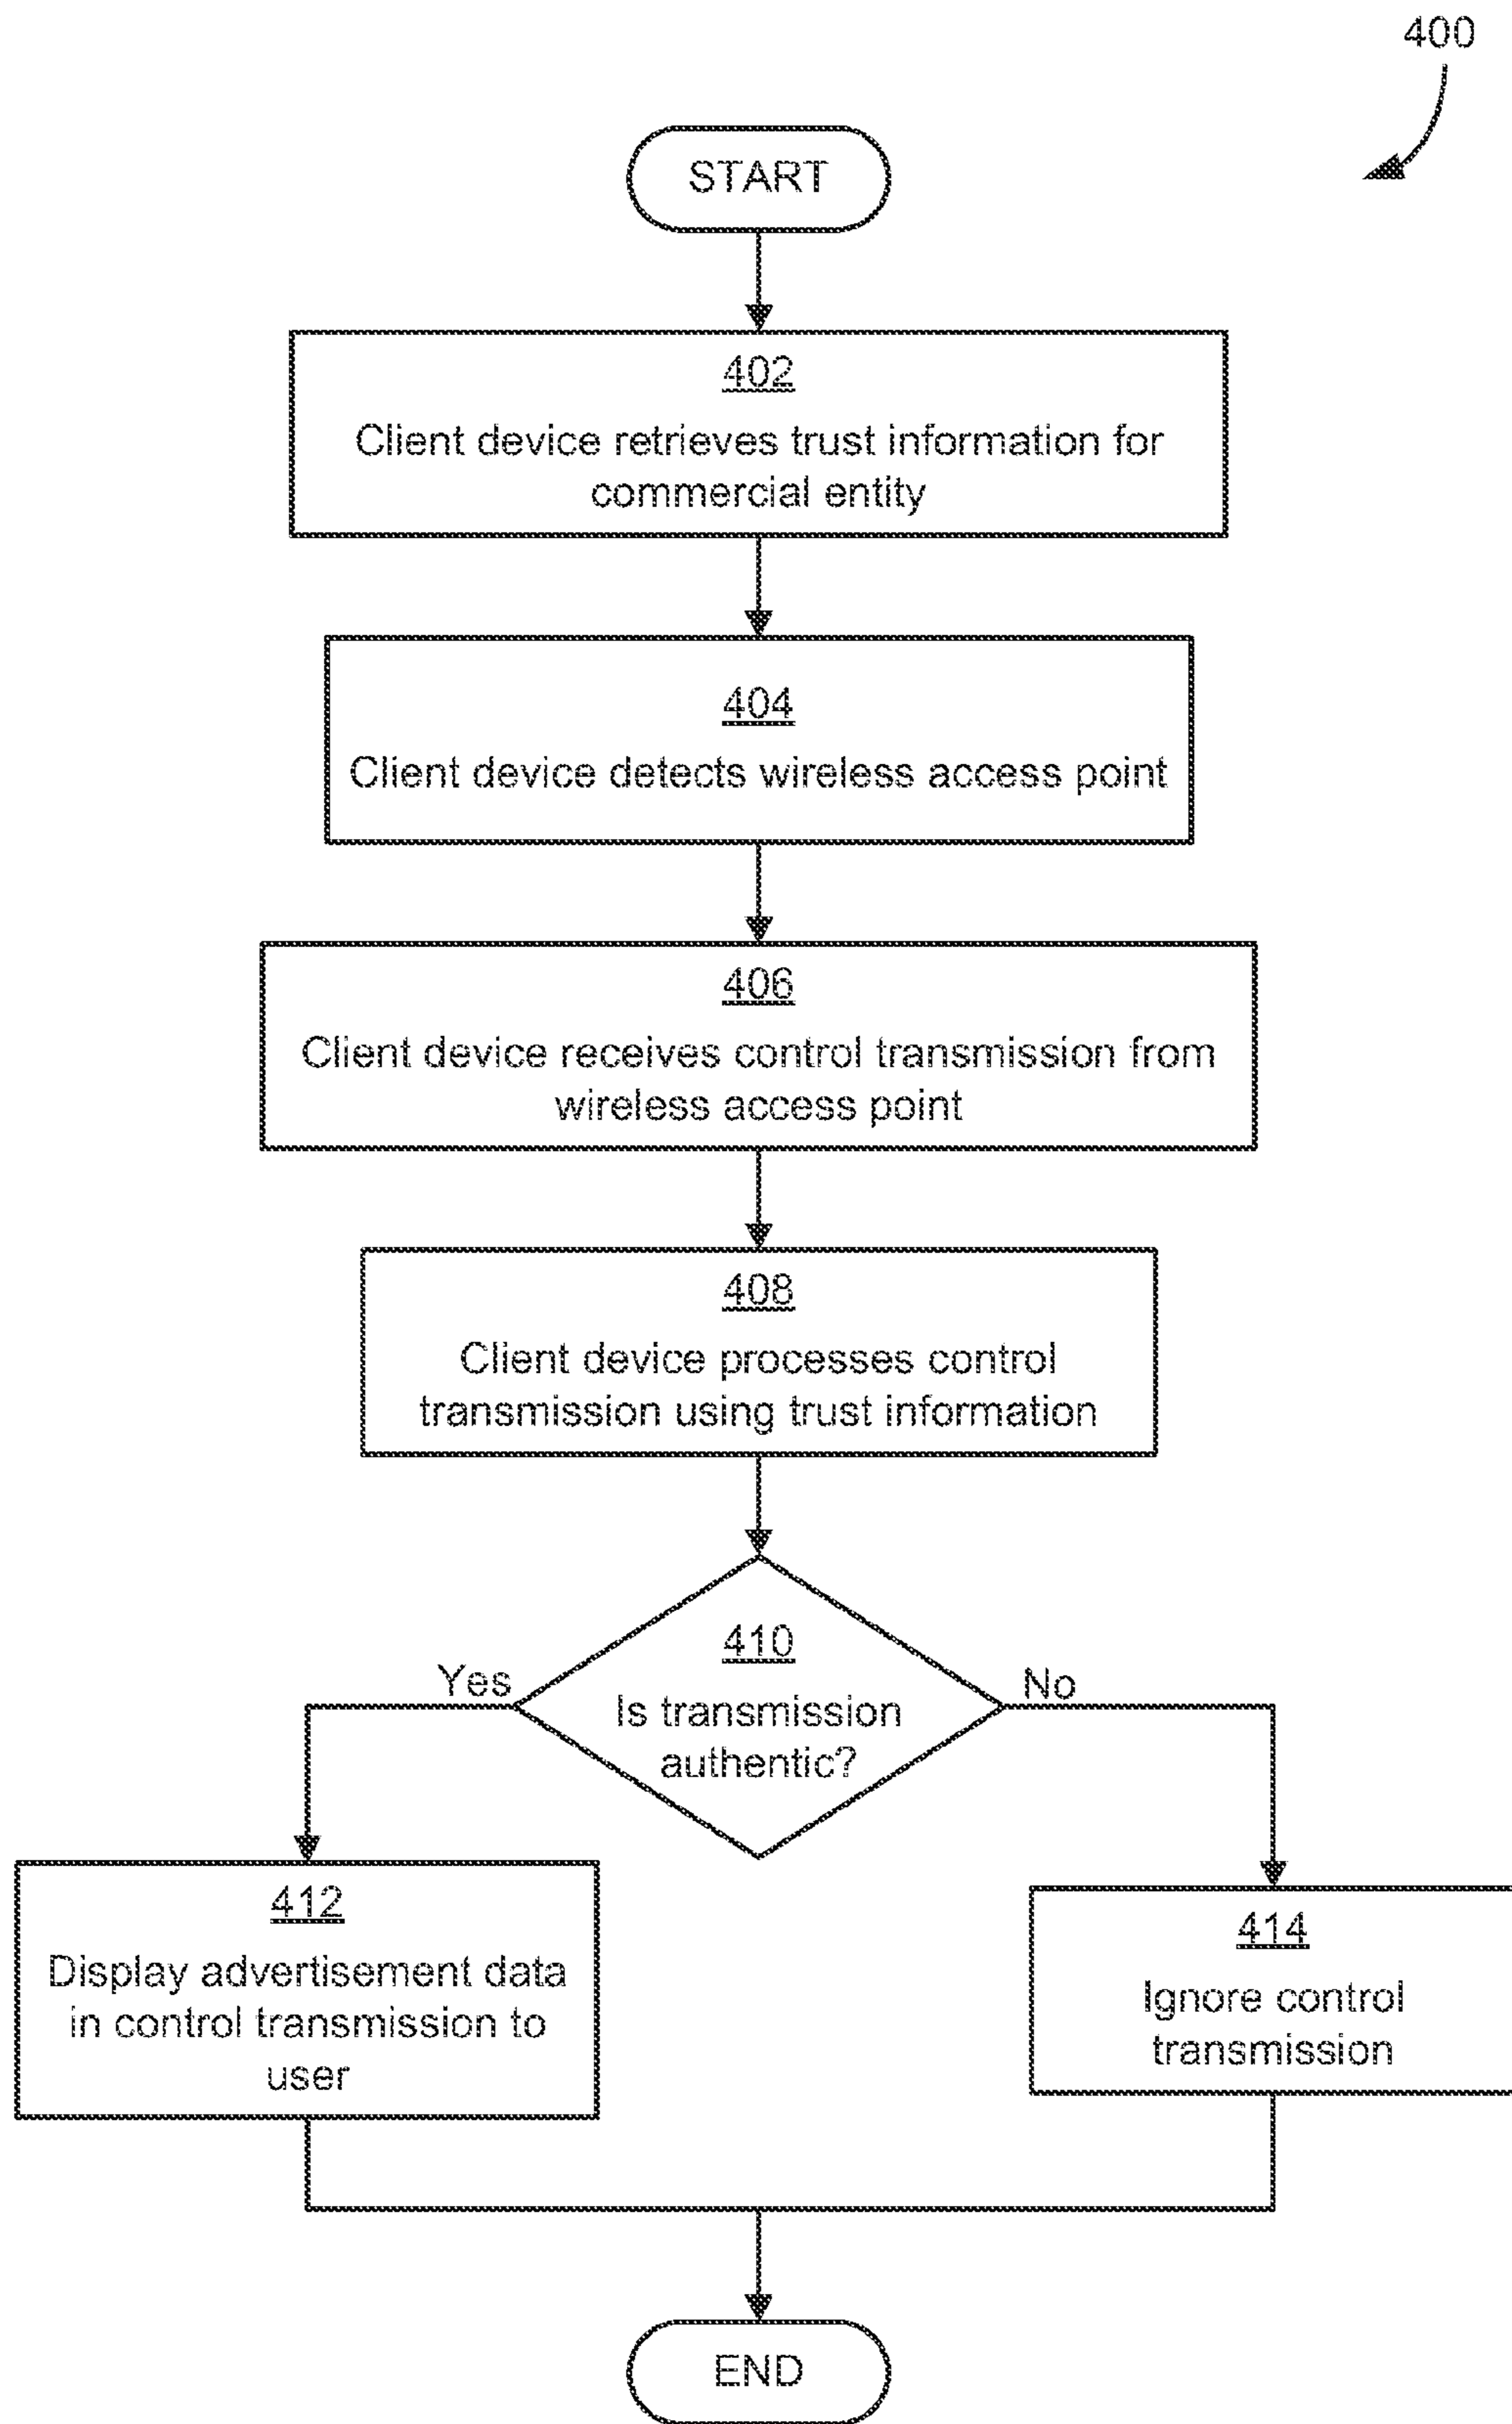 400
START
402
Client device retrieves trust information for
commercial entity
404
Client device detects wireless access point
406
Client device receives control transmission from
wireless access point
408
Client device processes control
transmission using trust information
410
Is transmission
authentic?
Yes
No
412
Display advertisement data
in control transmission to
user
414
Ignore control
transmission
END